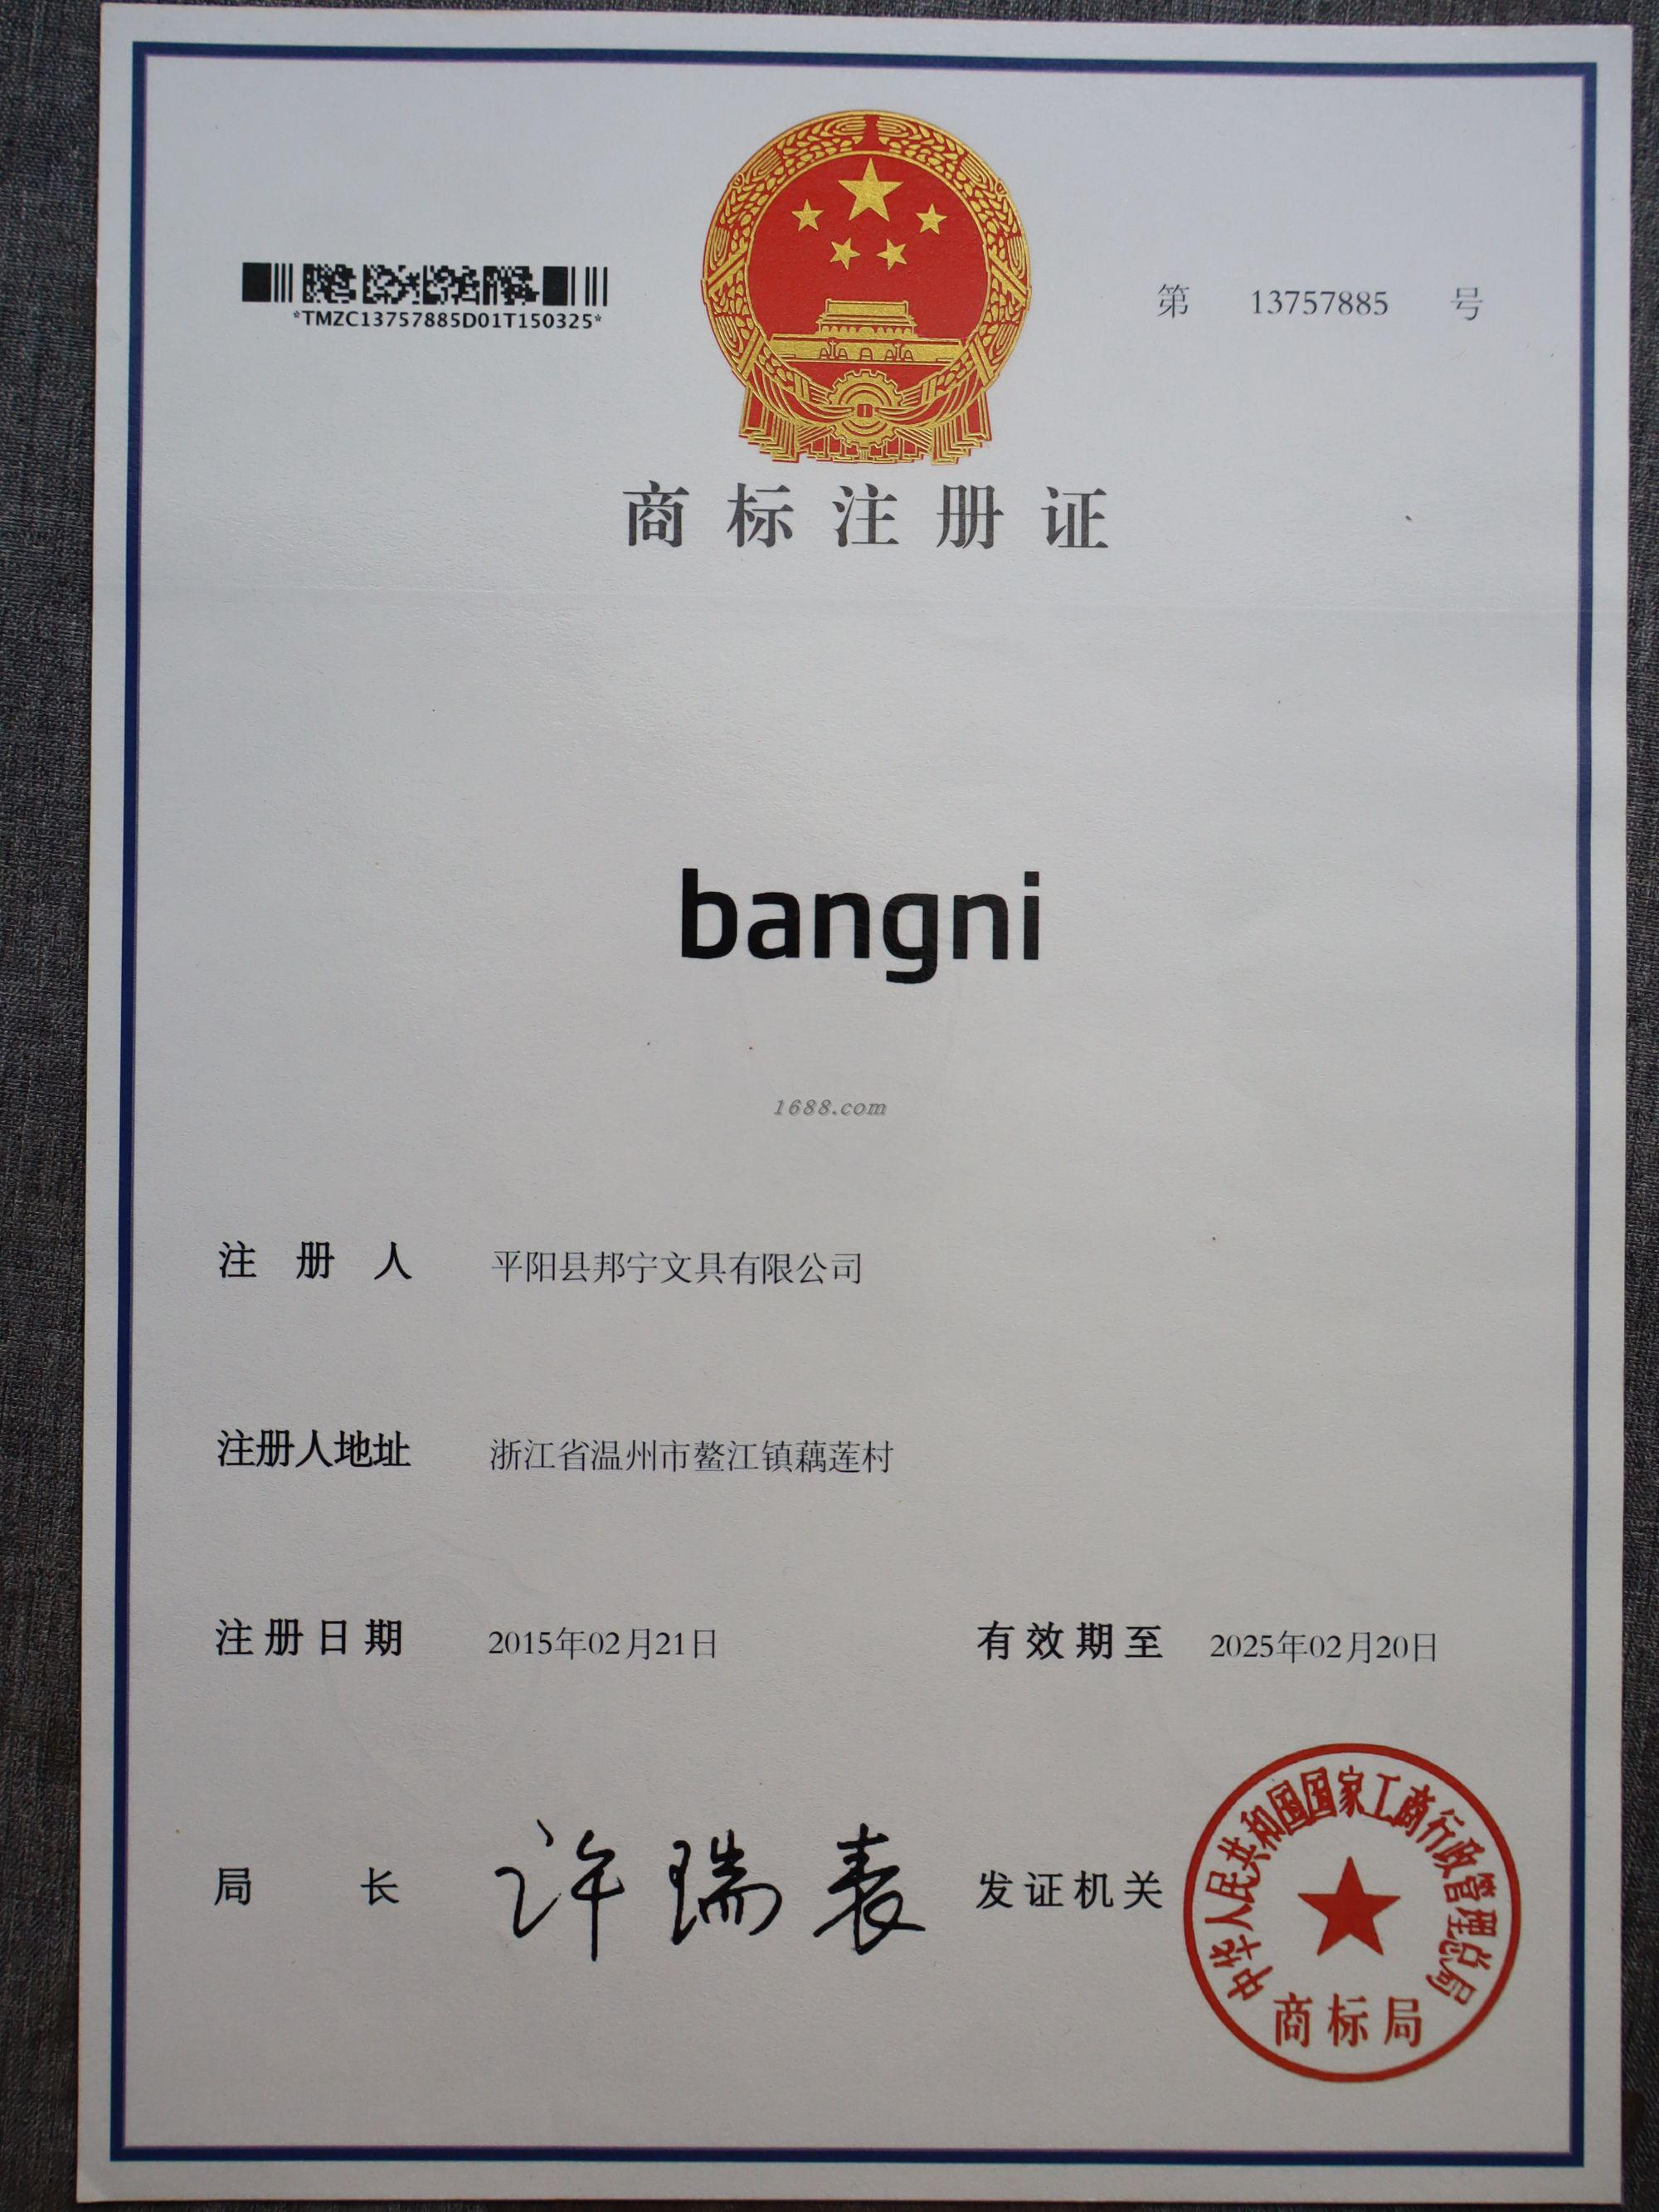 *TMZC13757885D01T150325*
第 13757885 号
商标注册证
bangni
1688.com
注册人 平阳县邦宁文具有限公司
注册人地址 浙江省温州市鳌江镇藕莲村
注册日期 2015年02月21日 有效期至 2025年02月20日
局长 许瑞表 发证机关
中华人民共和国国家工商行政管理总局
商标局